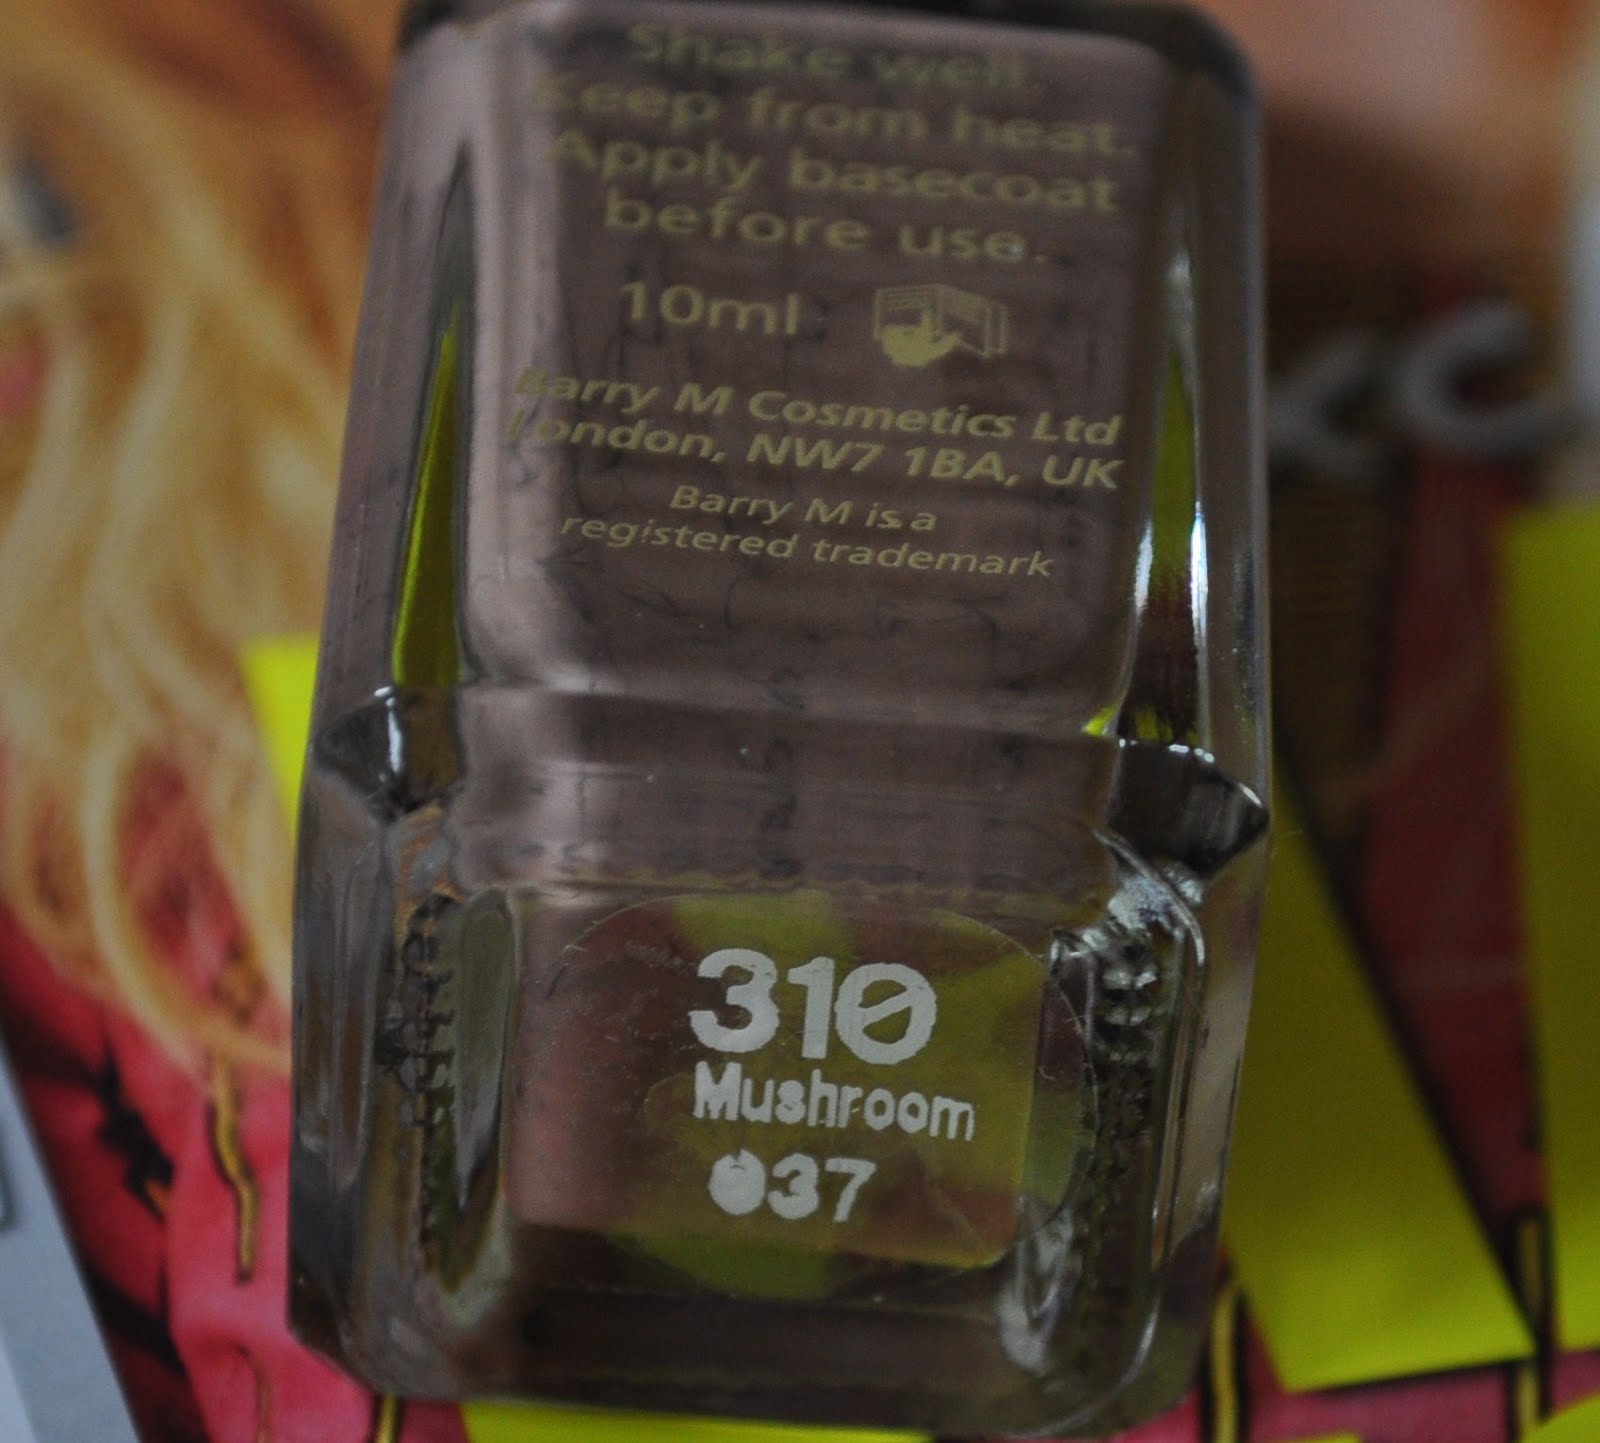 Shake well.
Keep from heat.
Apply basecoat
before use.
10ml
Barry M Cosmetics Ltd
London, NW7 1BA, UK
Barry M is a
registered trademark
310
Mushroom
037